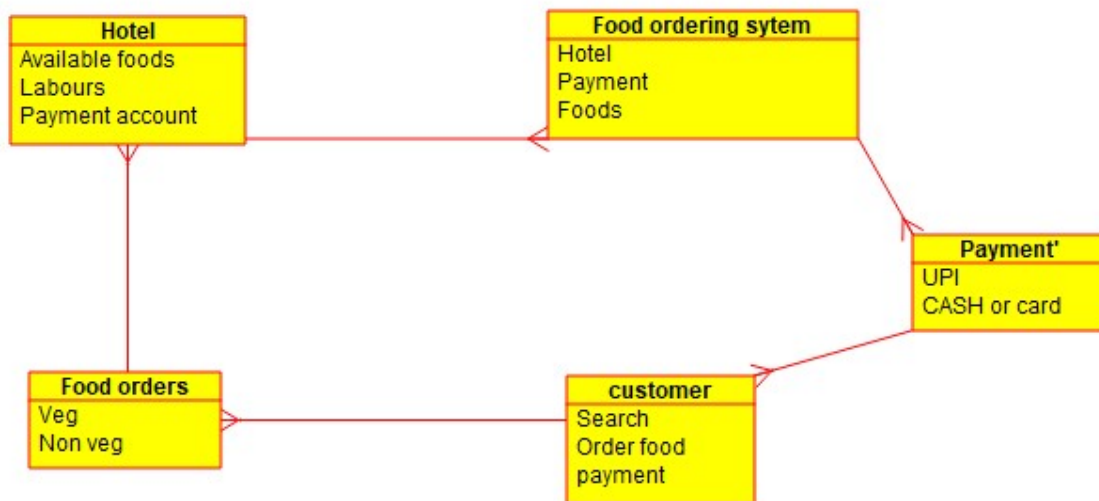 Hotel
Available foods
Labours
Payment account
Food ordering sytem
Hotel
Payment
Foods
Payment'
UPI
CASH or card
Food orders
Veg
Non veg
customer
Search
Order food
payment